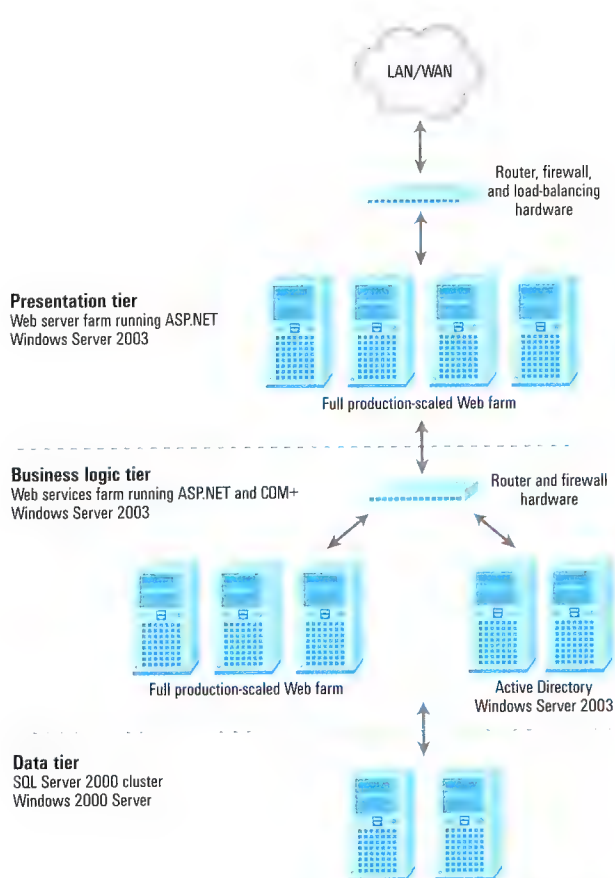 LAN/WAN
Router, firewall,
and load-balancing
hardware
Presentation tier
Web server farm running ASP.NET
Windows Server 2003
Full production-scaled Web farm
Business logic tier
Web services farm running ASP.NET and COM+
Windows Server 2003
Router and firewall
hardware
Full production-scaled Web farm
Active Directory
Windows Server 2003
Data tier
SQL Server 2000 cluster
Windows 2000 Server